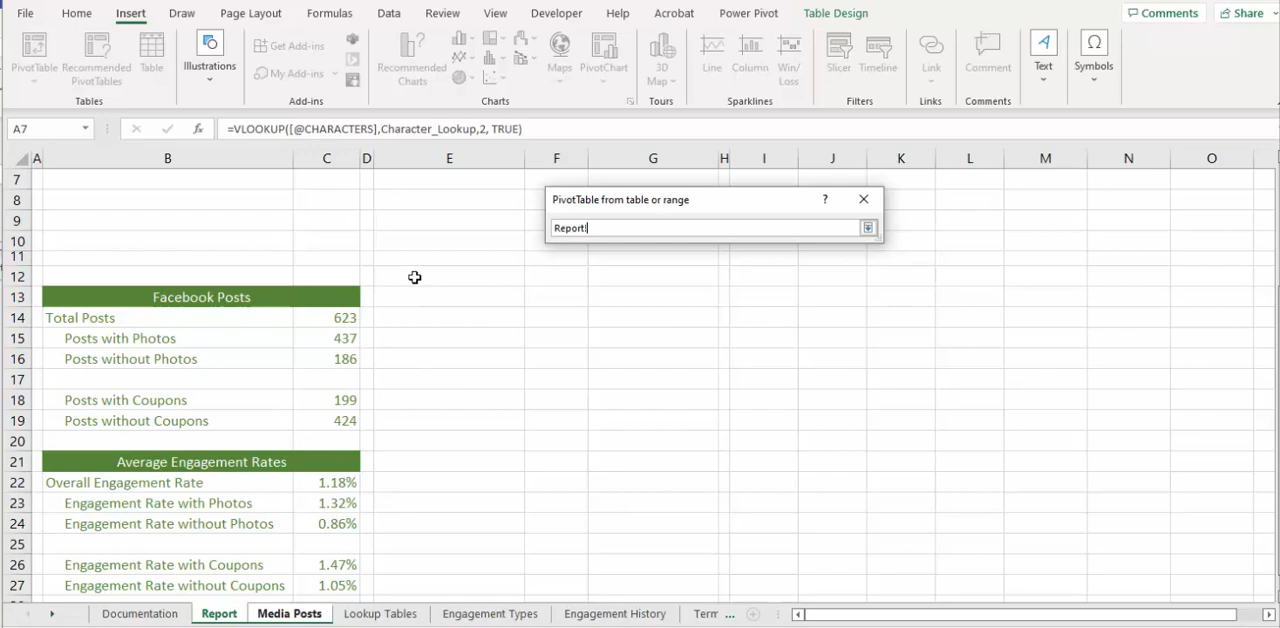 File Home Insert Draw Page Layout Formulas Data Review View Developer Help Acrobat Power Pivot Table Design Comments Share
PivotTable Recommended PivotTables Table Illustrations Get Add-ins My Add-ins Recommended Charts Maps PivotChart 3D Map Line Column Win/Loss Slicer Timeline Link Comment Text Symbols
Tables Add-ins Charts Tours Sparklines Filters Links Comments
A7 fx =VLOOKUP([@CHARACTERS],Character_Lookup,2, TRUE)
A B C D E F G H I J K L M N O
7
PivotTable from table or range ?
8
Report!
9
10
11
12
13 Facebook Posts
14 Total Posts 623
15 Posts with Photos 437
16 Posts without Photos 186
17
18 Posts with Coupons 199
19 Posts without Coupons 424
20
21 Average Engagement Rates
22 Overall Engagement Rate 1.18%
23 Engagement Rate with Photos 1.32%
24 Engagement Rate without Photos 0.86%
25
26 Engagement Rate with Coupons 1.47%
27 Engagement Rate without Coupons 1.05%
Documentation Report Media Posts Lookup Tables Engagement Types Engagement History Term ...